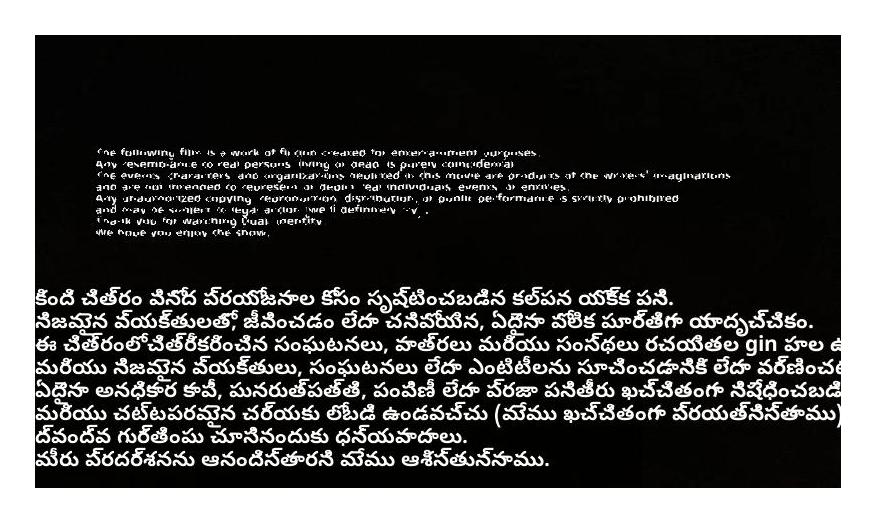 The following film is a work of fiction created for entertainment purposes.
Any resemblance to real persons, living or dead, is purely coincidental.
The events, characters, and organizations depicted in this movie are products of the writers' imaginations
and are not intended to represent or depict real individuals, events, or entities.
Any unauthorized copying, reproduction, distribution, or public performance is strictly prohibited
and may be subject to legal action (we'll definitely try).
Thank you for watching Dual Identity.
We hope you enjoy the show.
కింది చిత్‌రం వినోద ప్‌రయోజనాల కోసం సృష్‌టించబడిన కల్‌పన యొక్‌క పని.
నిజమైన వ్‌యక్‌తులతో, జీవించడం లేదా చనిపోయిన, ఏదైనా పోలిక పూర్‌తిగా యాదృచ్‌చికం.
ఈ చిత్‌రంలోచిత్‌రీకరించిన సంఘటనలు, పాత్‌రలు మరియు సంస్‌థలు రచయితల gin హల
మరియు నిజమైన వ్‌యక్‌తులు, సంఘటనలు లేదా ఎంటిటీలను సూచించడానికి లేదా
ఏదైనా అనధికార కాపీ, పునరుత్‌పత్‌తి, పంపిణీ లేదా ప్‌రజా పనితీరు ఖచ్‌చితంగా
మరియు చట్‌టపరమైన చర్‌యకు లోబడి ఉండవచ్‌చు (మేము ఖచ్‌చితంగా ప్‌రయత్‌నిస్‌తాము)
ద్‌వంద్‌వ గుర్‌తింపు చూసినందుకు ధన్‌యవాదాలు.
మీరు ప్‌రదర్‌శనను ఆనందిస్‌తారని మేము ఆశిస్‌తున్‌నాము.